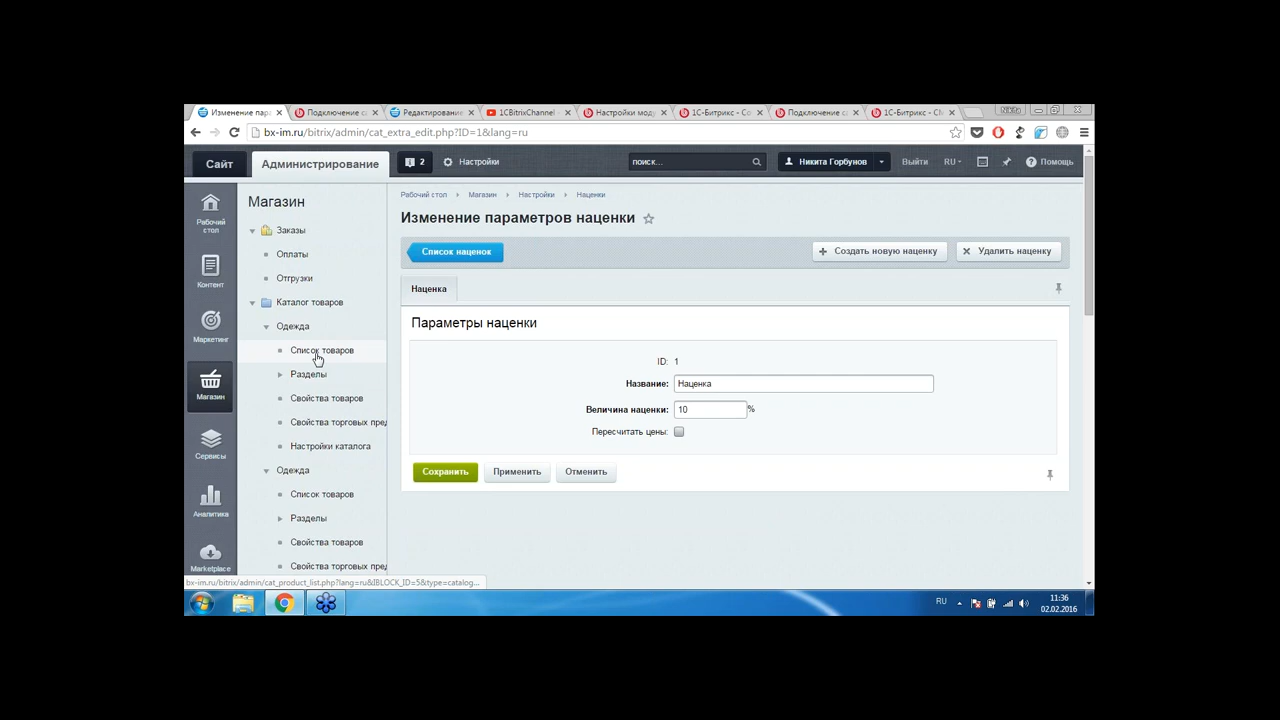 Изменение пара
Подключение с
Редактирование
1CBitrixChannel
Настройки мод
1С-Битрикс - Со
Подключение с
1С-Битрикс - Сп
Nikita
bx-im.ru/bitrix/admin/cat_extra_edit.php?ID=1&lang=ru
Сайт
Администрирование
2
Настройки
поиск...
Никита Горбунов
Выйти
RU
Помощь
Рабочий стол
Контент
Маркетинг
Магазин
Сервисы
Аналитика
Marketplace
Магазин
Заказы
Оплаты
Отгрузки
Каталог товаров
Одежда
Список товаров
Разделы
Свойства товаров
Свойства торговых пред
Настройки каталога
Одежда
Список товаров
Разделы
Свойства товаров
Свойства торговых пред
Рабочий стол Магазин Настройки Наценки
Изменение параметров наценки
Список наценок
Создать новую наценку
Удалить наценку
Наценка
Параметры наценки
ID: 1
Название: Наценка
Величина наценки: 10 %
Пересчитать цены:
Сохранить
Применить
Отменить
bx-im.ru/bitrix/admin/cat_product_list.php?lang=ru&IBLOCK_ID=5&type=catalog...
RU
11:36
02.02.2016